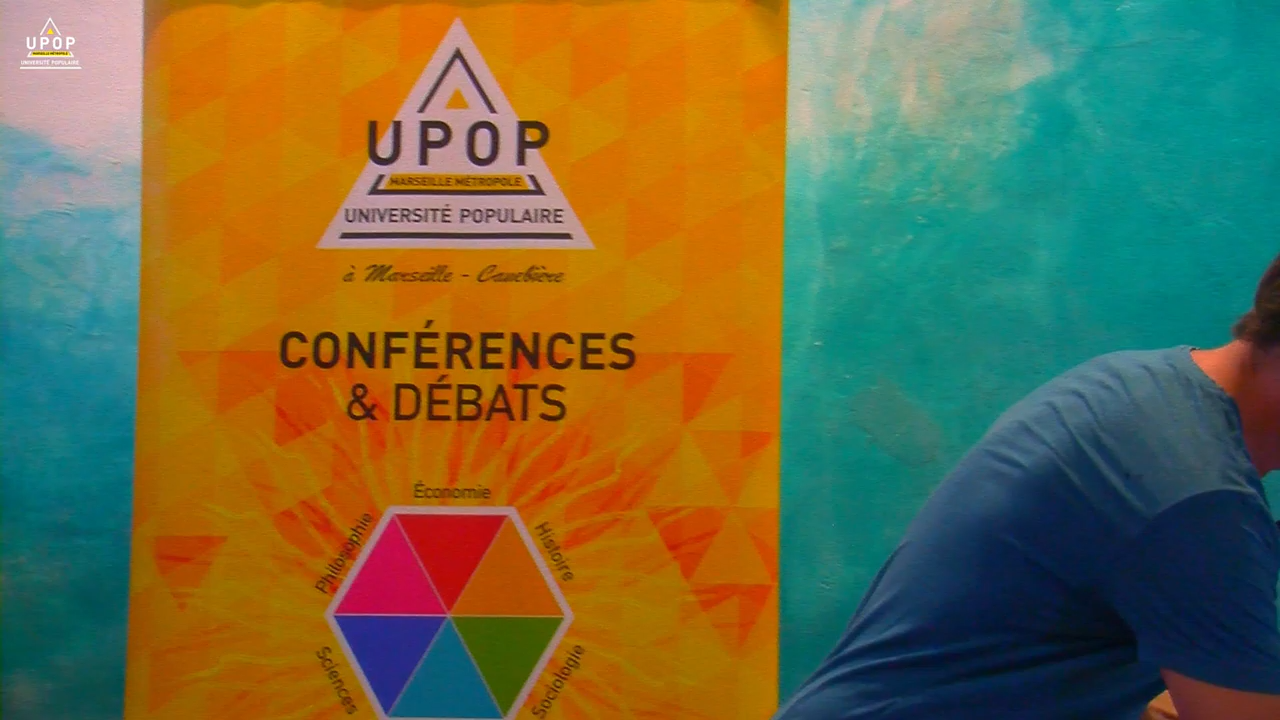 UPOP
MARSEILLE MÉTROPOLE
UNIVERSITÉ POPULAIRE
UPOP
MARSEILLE MÉTROPOLE
UNIVERSITÉ POPULAIRE
à Marseille - Canebière
CONFÉRENCES
& DÉBATS
Économie
Philosophie
Histoire
Sciences
Sociologie